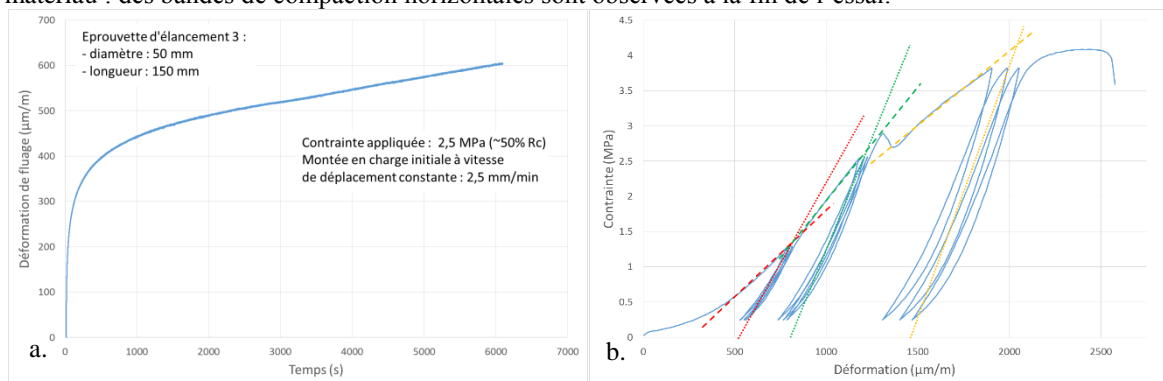 matériau : des bandes de compaction horizontales sont observées à la fin de l'essai.
700
600
500
400
300
200
100
0
Déformation de fluage (µm/m)
Eprouvette d'élancement 3 :
- diamètre : 50 mm
- longueur : 150 mm
Contrainte appliquée : 2,5 MPa (~50% Rc)
Montée en charge initiale à vitesse
de déplacement constante : 2,5 mm/min
0 1000 2000 3000 4000 5000 6000 7000
Temps (s)
a.
4.5
4
3.5
3
2.5
2
1.5
1
0.5
0
Contrainte (MPa)
0 500 1000 1500 2000 2500
Déformation (µm/m)
b.